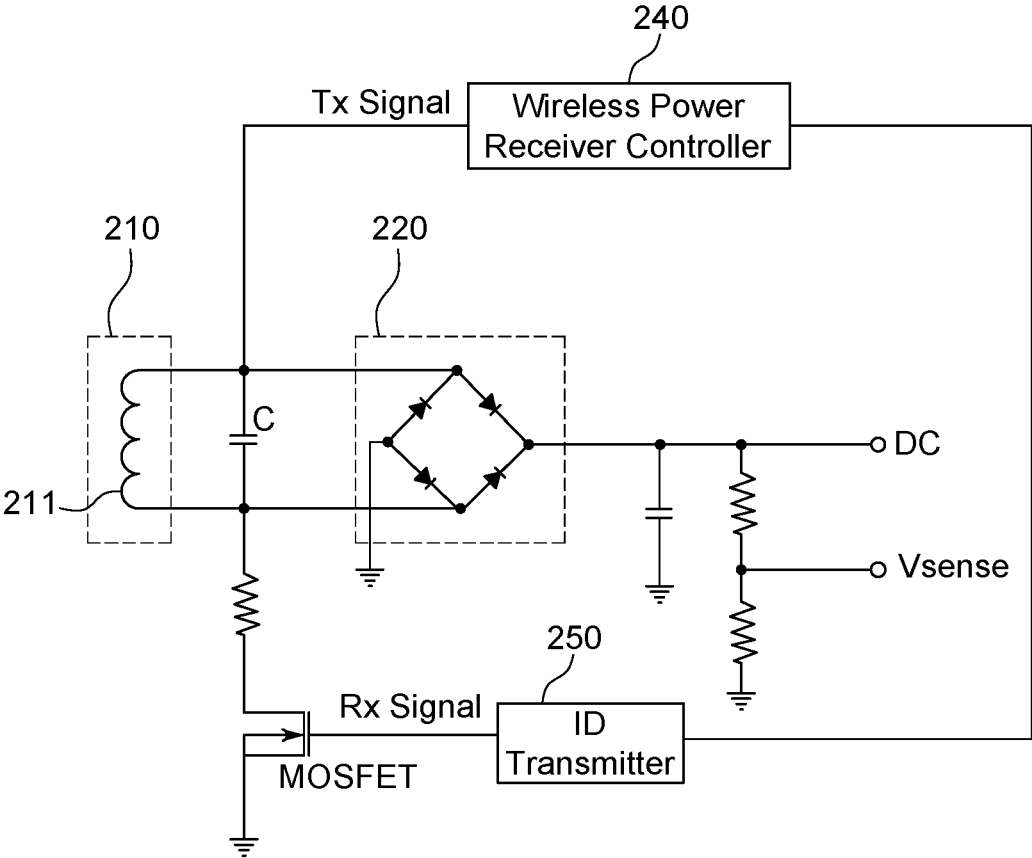 240
Tx Signal
Wireless Power
Receiver Controller
210
220
C
211
DC
Vsense
250
Rx Signal
ID
Transmitter
MOSFET